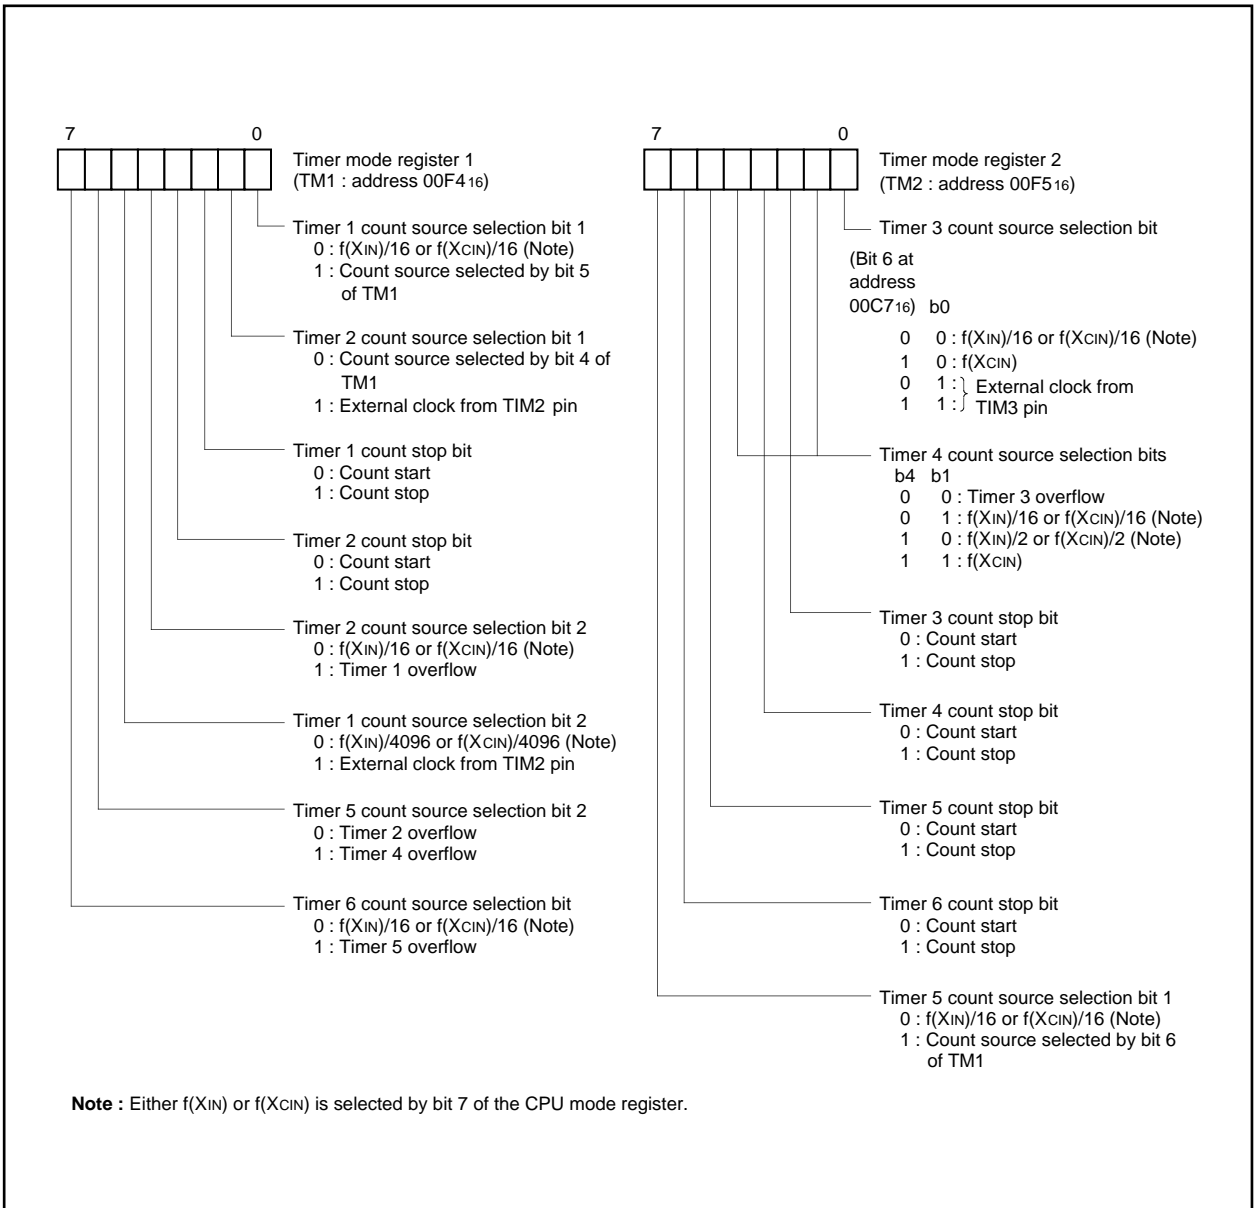 7 0
Timer mode register 1
(TM1 : address 00F416)
Timer 1 count source selection bit 1
0 : f(XIN)/16 or f(XCIN)/16 (Note)
1 : Count source selected by bit 5
of TM1
Timer 2 count source selection bit 1
0 : Count source selected by bit 4 of
TM1
1 : External clock from TIM2 pin
Timer 1 count stop bit
0 : Count start
1 : Count stop
Timer 2 count stop bit
0 : Count start
1 : Count stop
Timer 2 count source selection bit 2
0 : f(XIN)/16 or f(XCIN)/16 (Note)
1 : Timer 1 overflow
Timer 1 count source selection bit 2
0 : f(XIN)/4096 or f(XCIN)/4096 (Note)
1 : External clock from TIM2 pin
Timer 5 count source selection bit 2
0 : Timer 2 overflow
1 : Timer 4 overflow
Timer 6 count source selection bit
0 : f(XIN)/16 or f(XCIN)/16 (Note)
1 : Timer 5 overflow
7 0
Timer mode register 2
(TM2 : address 00F516)
Timer 3 count source selection bit
(Bit 6 at
address
00C716) b0
0 0 : f(XIN)/16 or f(XCIN)/16 (Note)
1 0 : f(XCIN)
0 1 : } External clock from
1 1 : TIM3 pin
Timer 4 count source selection bits
b4 b1
0 0 : Timer 3 overflow
0 1 : f(XIN)/16 or f(XCIN)/16 (Note)
1 0 : f(XIN)/2 or f(XCIN)/2 (Note)
1 1 : f(XCIN)
Timer 3 count stop bit
0 : Count start
1 : Count stop
Timer 4 count stop bit
0 : Count start
1 : Count stop
Timer 5 count stop bit
0 : Count start
1 : Count stop
Timer 6 count stop bit
0 : Count start
1 : Count stop
Timer 5 count source selection bit 1
0 : f(XIN)/16 or f(XCIN)/16 (Note)
1 : Count source selected by bit 6
of TM1
Note : Either f(XIN) or f(XCIN) is selected by bit 7 of the CPU mode register.